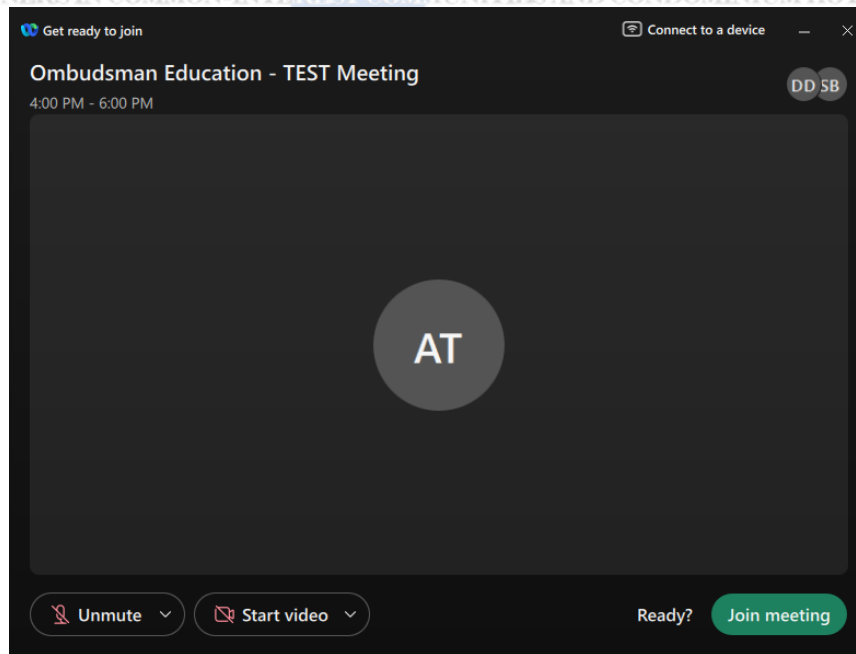 Get ready to join
Connect to a device
Ombudsman Education - TEST Meeting
4:00 PM - 6:00 PM
DD SB
AT
Unmute
Start video
Ready?
Join meeting